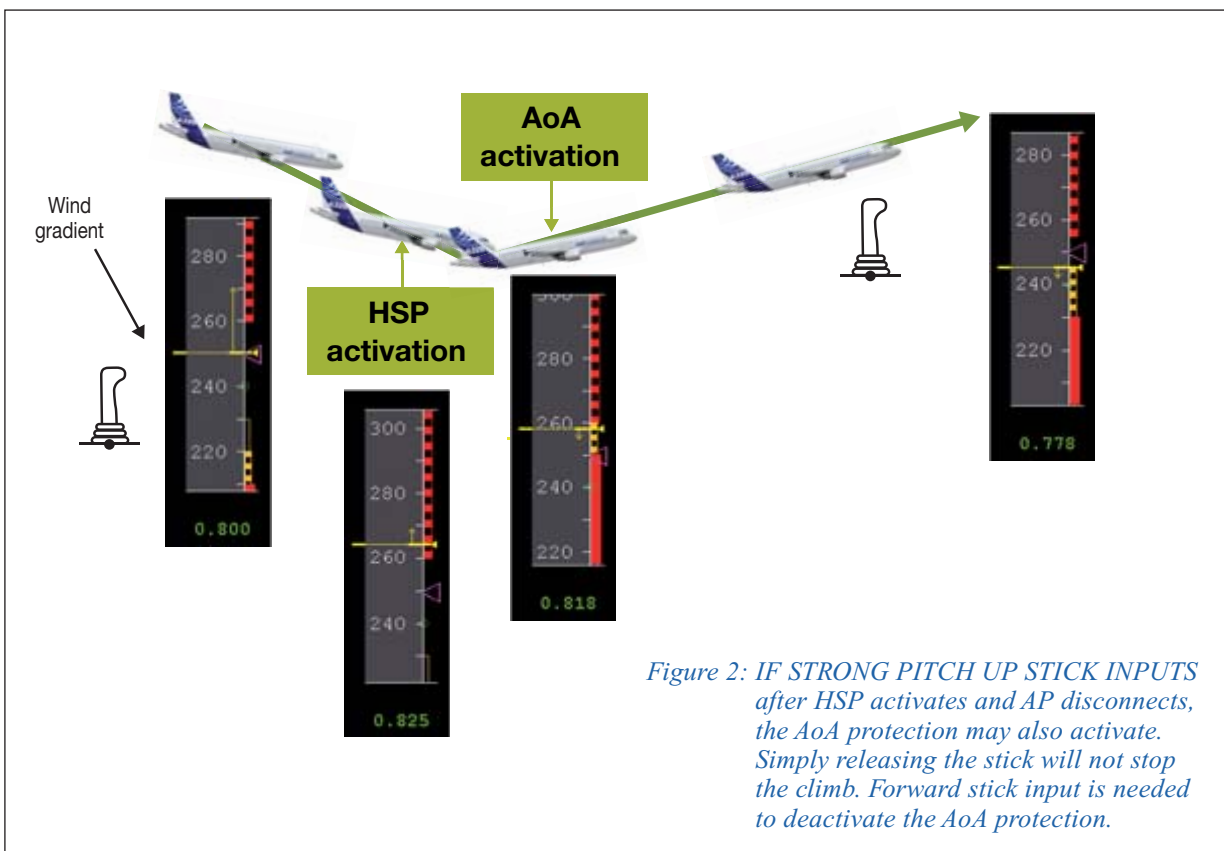 AoA
activation
Wind
gradient
HSP
activation
280
260
240
220
0.800
300
280
260
240
0.825
300
280
260
240
220
0.818
280
260
240
220
0.778
Figure 2: IF STRONG PITCH UP STICK INPUTS
after HSP activates and AP disconnects,
the AoA protection may also activate.
Simply releasing the stick will not stop
the climb. Forward stick input is needed
to deactivate the AoA protection.